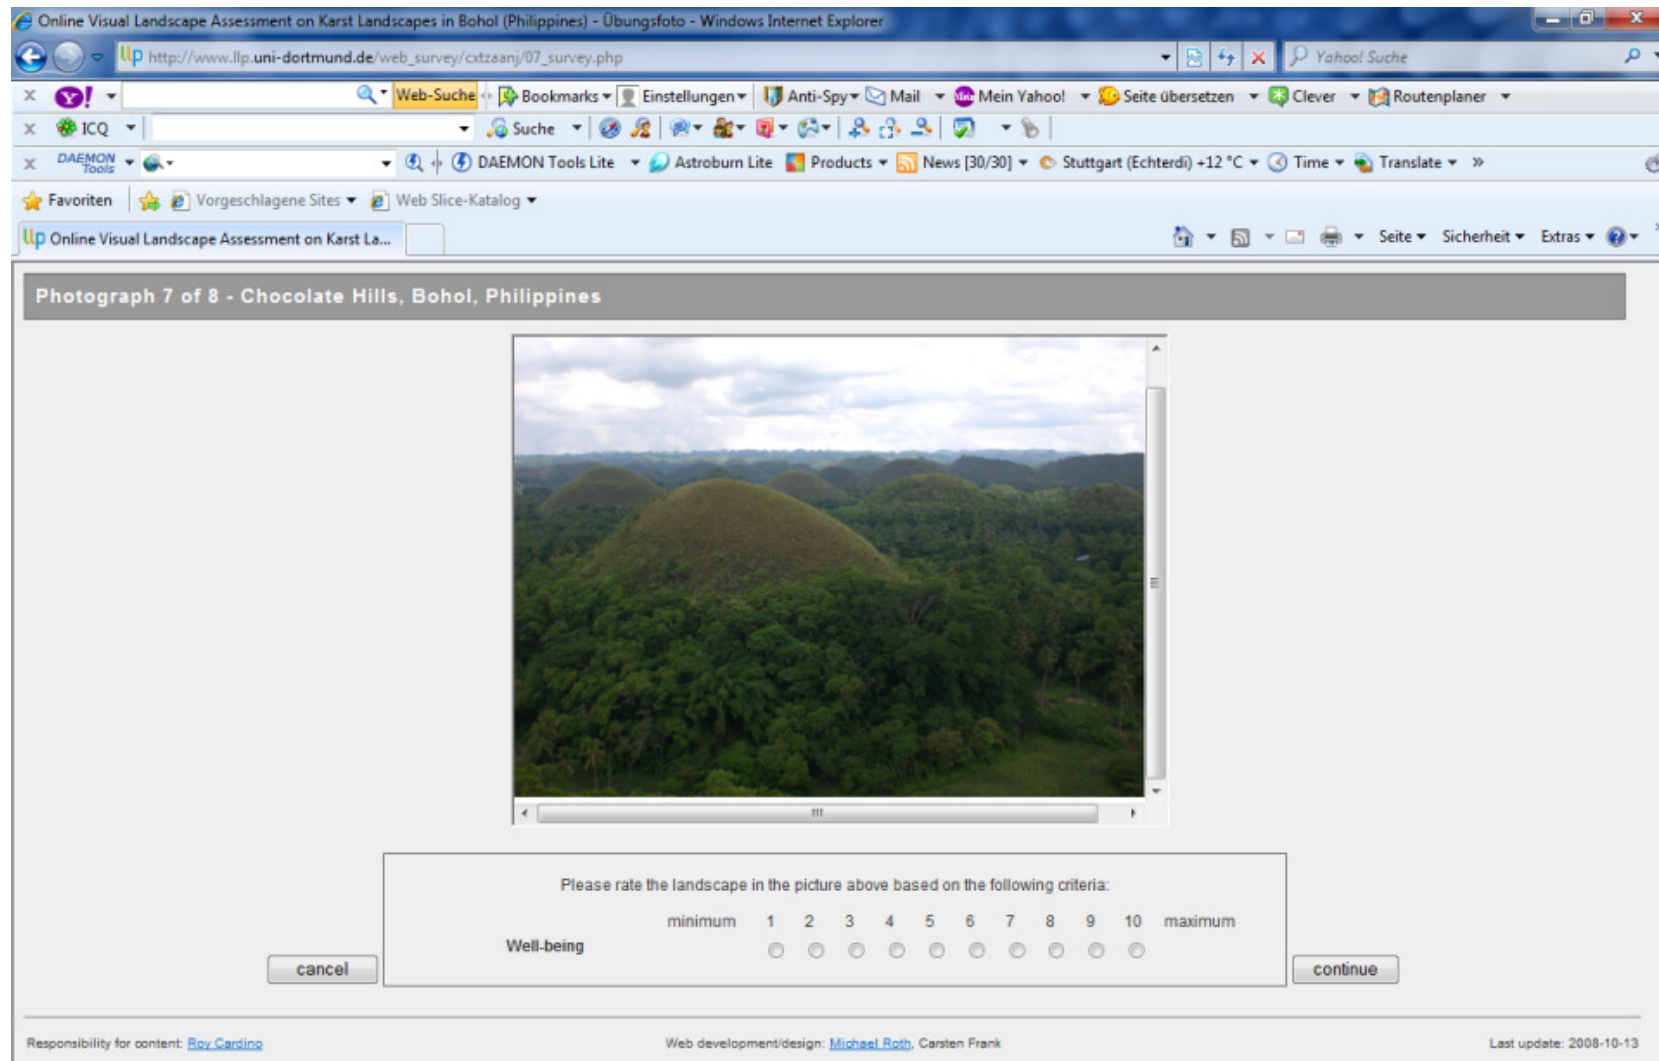 Online Visual Landscape Assessment on Karst Landscapes in Bohol (Philippines) - Übungsfoto - Windows Internet Explorer
http://www.llp.uni-dortmund.de/web_survey/cxtzaanj/07_survey.php Yahoo! Suche
x Y! Web-Suche Bookmarks Einstellungen Anti-Spy Mail Mein Yahoo! Seite übersetzen Clever Routenplaner
x ICQ Suche
x DAEMON Tools DAEMON Tools Lite Astroburn Lite Products News [30/30] Stuttgart (Echterdi) +12 °C Time Translate »
Favoriten Vorgeschlagene Sites Web Slice-Katalog
llp Online Visual Landscape Assessment on Karst La... Seite Sicherheit Extras
Photograph 7 of 8 - Chocolate Hills, Bohol, Philippines
Please rate the landscape in the picture above based on the following criteria:
minimum 1 2 3 4 5 6 7 8 9 10 maximum
Well-being
cancel continue
Responsibility for content: Roy Cardino Web development/design: Michael Roth, Carsten Frank Last update: 2008-10-13